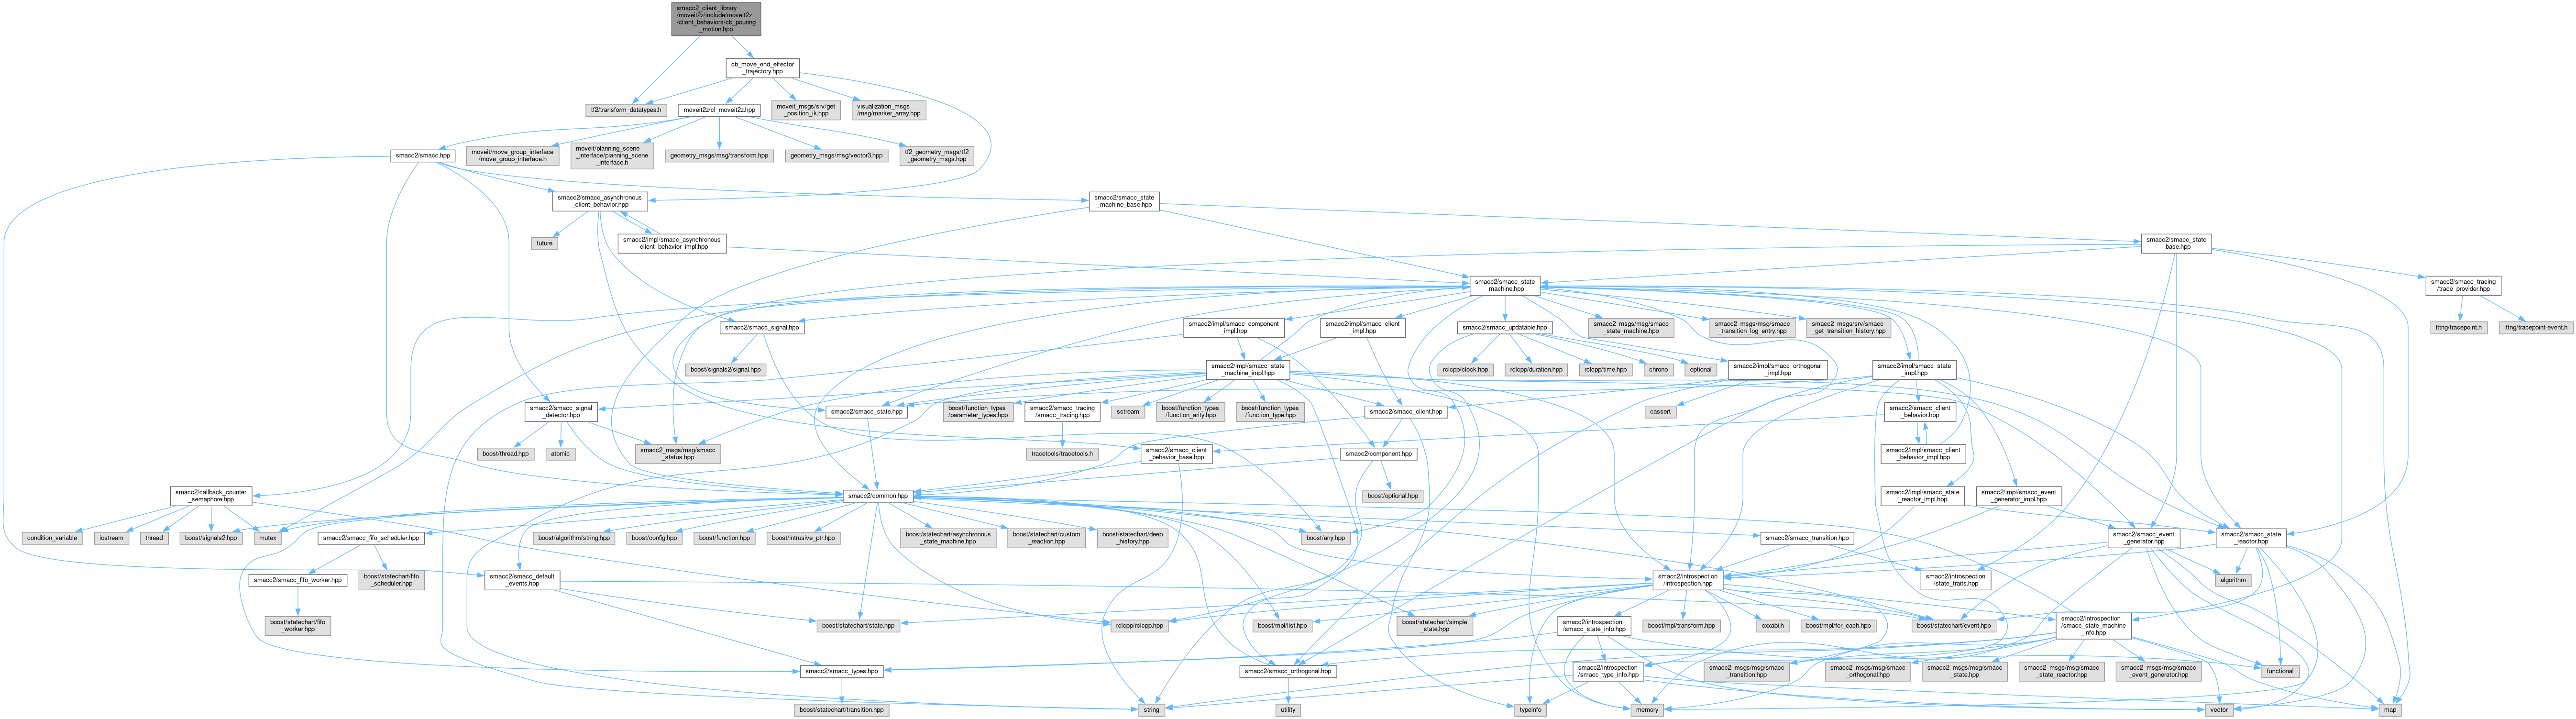 smacc2_client_library
/moveit2z/include/moveit2z
/client_behaviors/cb_pouring
_motion.hpp
cb_move_end_effector
_trajectory.hpp
tf2/transform_datatypes.h
moveit2z/cl_moveit2z.hpp
moveit_msgs/srv/get
_position_ik.hpp
visualization_msgs
/msg/marker_array.hpp
smacc2/smacc.hpp
moveit/move_group_interface
/move_group_interface.h
moveit/planning_scene
_interface/planning_scene
_interface.h
geometry_msgs/msg/transform.hpp
geometry_msgs/msg/vector3.hpp
tf2_geometry_msgs/tf2
_geometry_msgs.hpp
smacc2/smacc_asynchronous
_client_behavior.hpp
smacc2/smacc_state
_machine_base.hpp
future
smacc2/impl/smacc_asynchronous
_client_behavior_impl.hpp
smacc2/smacc_state
_base.hpp
smacc2/smacc_state
_machine.hpp
smacc2/smacc_tracing
/trace_provider.hpp
smacc2/smacc_signal.hpp
smacc2/impl/smacc_component
_impl.hpp
smacc2/impl/smacc_client
_impl.hpp
smacc2/smacc_updatable.hpp
smacc2_msgs/msg/smacc
_state_machine.hpp
smacc2_msgs/msg/smacc
_transition_log_entry.hpp
smacc2_msgs/srv/smacc
_get_transition_history.hpp
lttng/tracepoint.h
lttng/tracepoint-event.h
boost/signals2/signal.hpp
smacc2/impl/smacc_state
_machine_impl.hpp
rclcpp/clock.hpp
rclcpp/duration.hpp
rclcpp/time.hpp
chrono
optional
smacc2/impl/smacc_orthogonal
_impl.hpp
smacc2/impl/smacc_state
_impl.hpp
smacc2/smacc_signal
_detector.hpp
smacc2/smacc_state.hpp
boost/function_types
/parameter_types.hpp
smacc2/smacc_tracing
/smacc_tracing.hpp
sstream
boost/function_types
/function_arity.hpp
boost/function_types
/function_type.hpp
smacc2/smacc_client.hpp
cassert
smacc2/smacc_client
_behavior.hpp
boost/thread.hpp
atomic
smacc2_msgs/msg/smacc
_status.hpp
tracetools/tracetools.h
smacc2/smacc_client
_behavior_base.hpp
smacc2/component.hpp
smacc2/impl/smacc_client
_behavior_impl.hpp
smacc2/callback_counter
_semaphore.hpp
smacc2/common.hpp
boost/optional.hpp
smacc2/impl/smacc_state
_reactor_impl.hpp
smacc2/impl/smacc_event
_generator_impl.hpp
condition_variable
iostream
thread
boost/signals2.hpp
mutex
smacc2/smacc_fifo_scheduler.hpp
boost/algorithm/string.hpp
boost/config.hpp
boost/function.hpp
boost/intrusive_ptr.hpp
boost/statechart/asynchronous
_state_machine.hpp
boost/statechart/custom
_reaction.hpp
boost/statechart/deep
_history.hpp
boost/any.hpp
smacc2/smacc_transition.hpp
smacc2/smacc_event
_generator.hpp
smacc2/smacc_state
_reactor.hpp
smacc2/smacc_fifo_worker.hpp
boost/statechart/fifo
_scheduler.hpp
smacc2/smacc_default
_events.hpp
smacc2/introspection
/introspection.hpp
smacc2/introspection
/state_traits.hpp
algorithm
boost/statechart/fifo
_worker.hpp
boost/statechart/state.hpp
rclcpp/rclcpp.hpp
boost/mpl/list.hpp
boost/statechart/simple
_state.hpp
smacc2/introspection
/smacc_state_info.hpp
boost/mpl/transform.hpp
cxxabi.h
boost/mpl/for_each.hpp
boost/statechart/event.hpp
smacc2/introspection
/smacc_state_machine
_info.hpp
smacc2/smacc_types.hpp
smacc2/smacc_orthogonal.hpp
smacc2/introspection
/smacc_type_info.hpp
smacc2_msgs/msg/smacc
_transition.hpp
smacc2_msgs/msg/smacc
_orthogonal.hpp
smacc2_msgs/msg/smacc
_state.hpp
smacc2_msgs/msg/smacc
_state_reactor.hpp
smacc2_msgs/msg/smacc
_event_generator.hpp
functional
boost/statechart/transition.hpp
string
utility
typeinfo
memory
vector
map